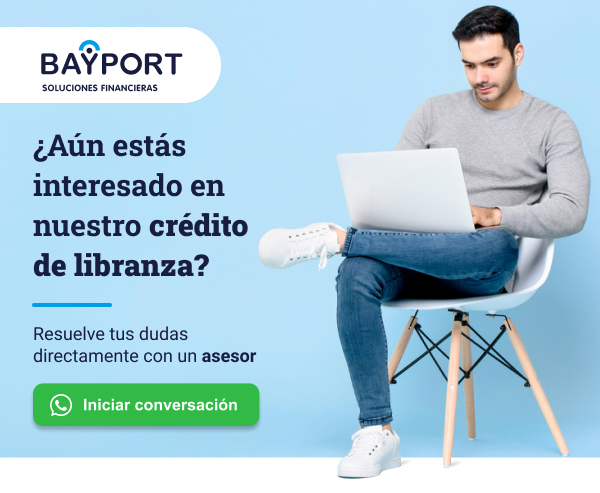 BAYPORT
SOLUCIONES FINANCIERAS
¿Aún estás
interesado en
nuestro crédito
de libranza?
Resuelve tus dudas
directamente con un asesor
Iniciar conversación